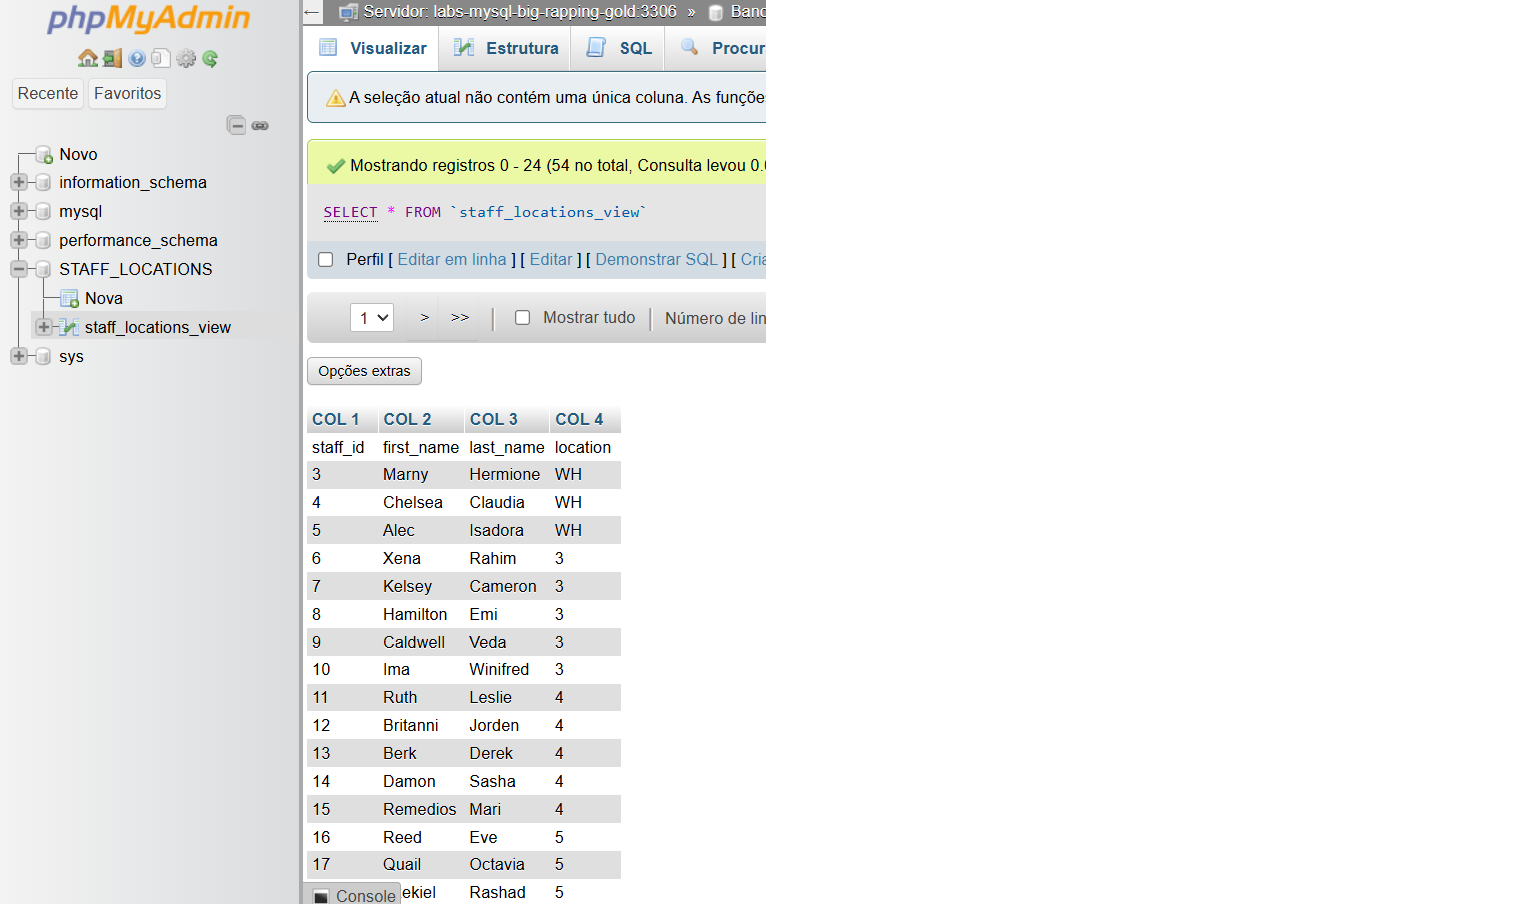 phpMyAdmin
Recente Favoritos
Novo
information_schema
mysql
performance_schema
STAFF_LOCATIONS
Nova
staff_locations_view
sys
Servidor: labs-mysql-big-rapping-gold:3306 » Banc
Visualizar Estrutura SQL Procur
A seleção atual não contém uma única coluna. As funçõe
Mostrando registros 0 - 24 (54 no total, Consulta levou 0.
SELECT * FROM `staff_locations_view`
Perfil [ Editar em linha ] [ Editar ] [ Demonstrar SQL ] [ Cria
1 > >> Mostrar tudo Número de lin
Opções extras
COL 1 COL 2 COL 3 COL 4
staff_id first_name last_name location
3 Marny Hermione WH
4 Chelsea Claudia WH
5 Alec Isadora WH
6 Xena Rahim 3
7 Kelsey Cameron 3
8 Hamilton Emi 3
9 Caldwell Veda 3
10 Ima Winifred 3
11 Ruth Leslie 4
12 Britanni Jorden 4
13 Berk Derek 4
14 Damon Sasha 4
15 Remedios Mari 4
16 Reed Eve 5
17 Quail Octavia 5
ekiel Rashad 5
Console